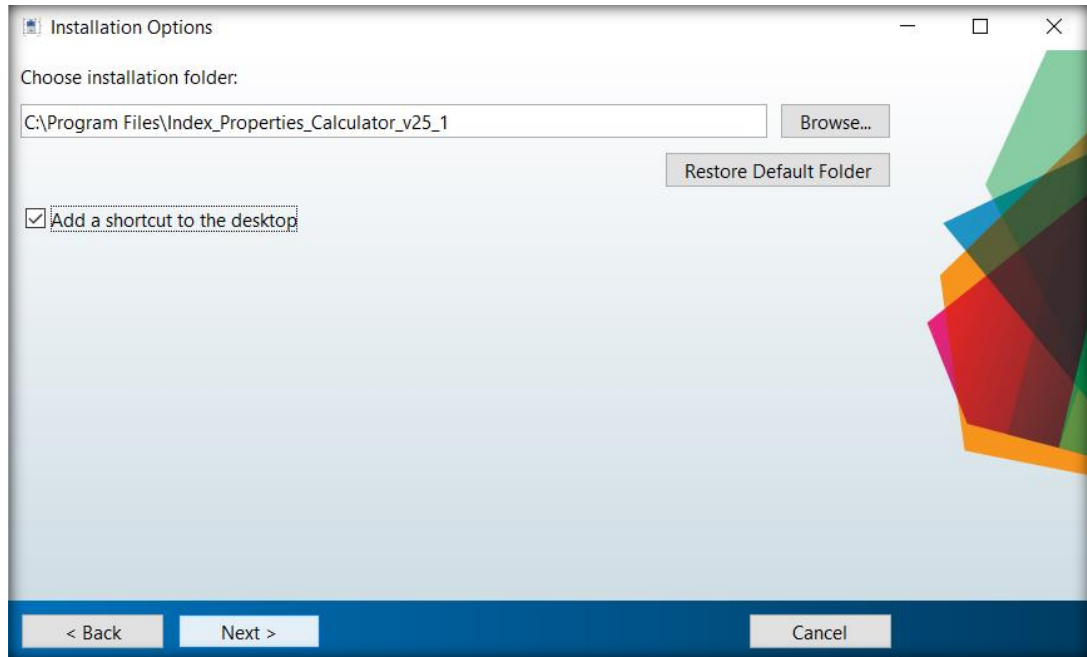 Installation Options
Choose installation folder:
C:\Program Files\Index_Properties_Calculator_v25_1
Browse...
Restore Default Folder
Add a shortcut to the desktop
< Back
Next >
Cancel